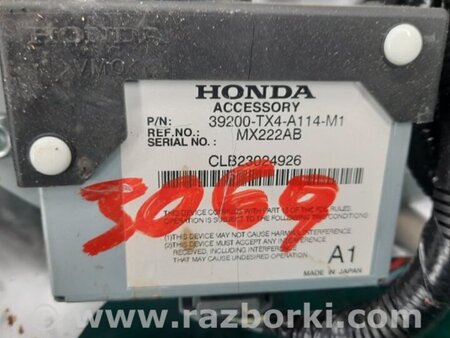 HONDA
HONDA
ACCESSORY
P/N: 39200-TX4-A114-M1
REF.NO.: MX222AB
SERIAL NO.:
CLB23024926
3069
THIS DEVICE COMPLIES WITH PART 15 OF THE FCC RULES.
OPERATION IS SUBJECT TO THE FOLLOWING TWO CONDITIONS.
(1)THIS DEVICE MAY NOT CAUSE HARMFUL INTERFERENCE.
(2)THIS DEVICE MUST ACCEPT ANY INTERFERENCE
THAT MAY CAUSE UNDESIRED OPERATION.
A1
MADE IN JAPAN
www.razborki.com